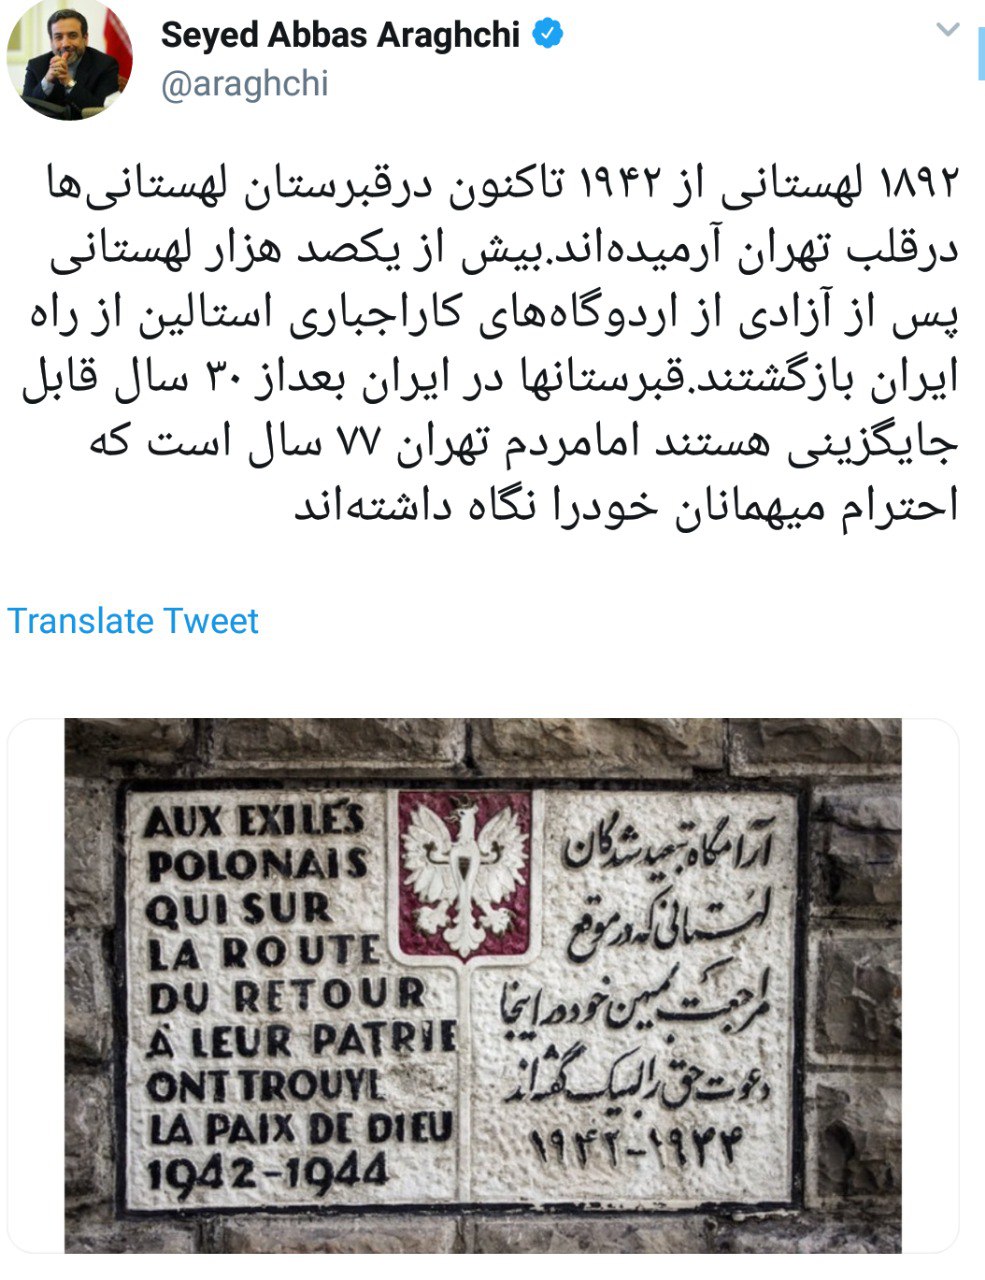 Seyed Abbas Araghchi
@araghchi
۱۸۹۲ لهستانی از ۱۹۴۲ تاکنون درقبرستان لهستانی‌ها
درقلب تهران آرمیده‌اند.بیش از یکصد هزار لهستانی
پس از آزادی از اردوگاه‌های کاراجباری استالین از راه
ایران بازگشتند.قبرستانها در ایران بعداز ۳۰ سال قابل
جایگزینی هستند امامردم تهران ۷۷ سال است که
احترام میهمانان خودرا نگاه داشته‌اند
Translate Tweet
AUX EXILÉS
POLONAIS
QUI SUR
LA ROUTE
DU RETOUR
À LEUR PATRIE
ONT TROUVE
LA PAIX DE DIEU
1942-1944
آرامگاه تبعید شدگان
لهستانی که در موقع
مراجعت بمیهن خود در اینجا
دعوت حق را لبیک گفته اند
۱۹۴۲-۱۹۴۴